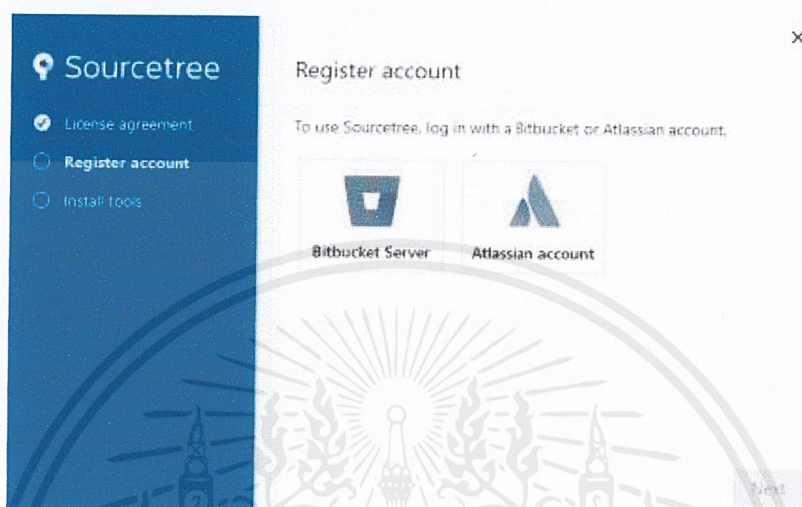 Sourcetree
License agreement
Register account
Install tools
Register account
To use Sourcetree, log in with a Bitbucket or Atlassian account.
Bitbucket Server
Atlassian account
Next